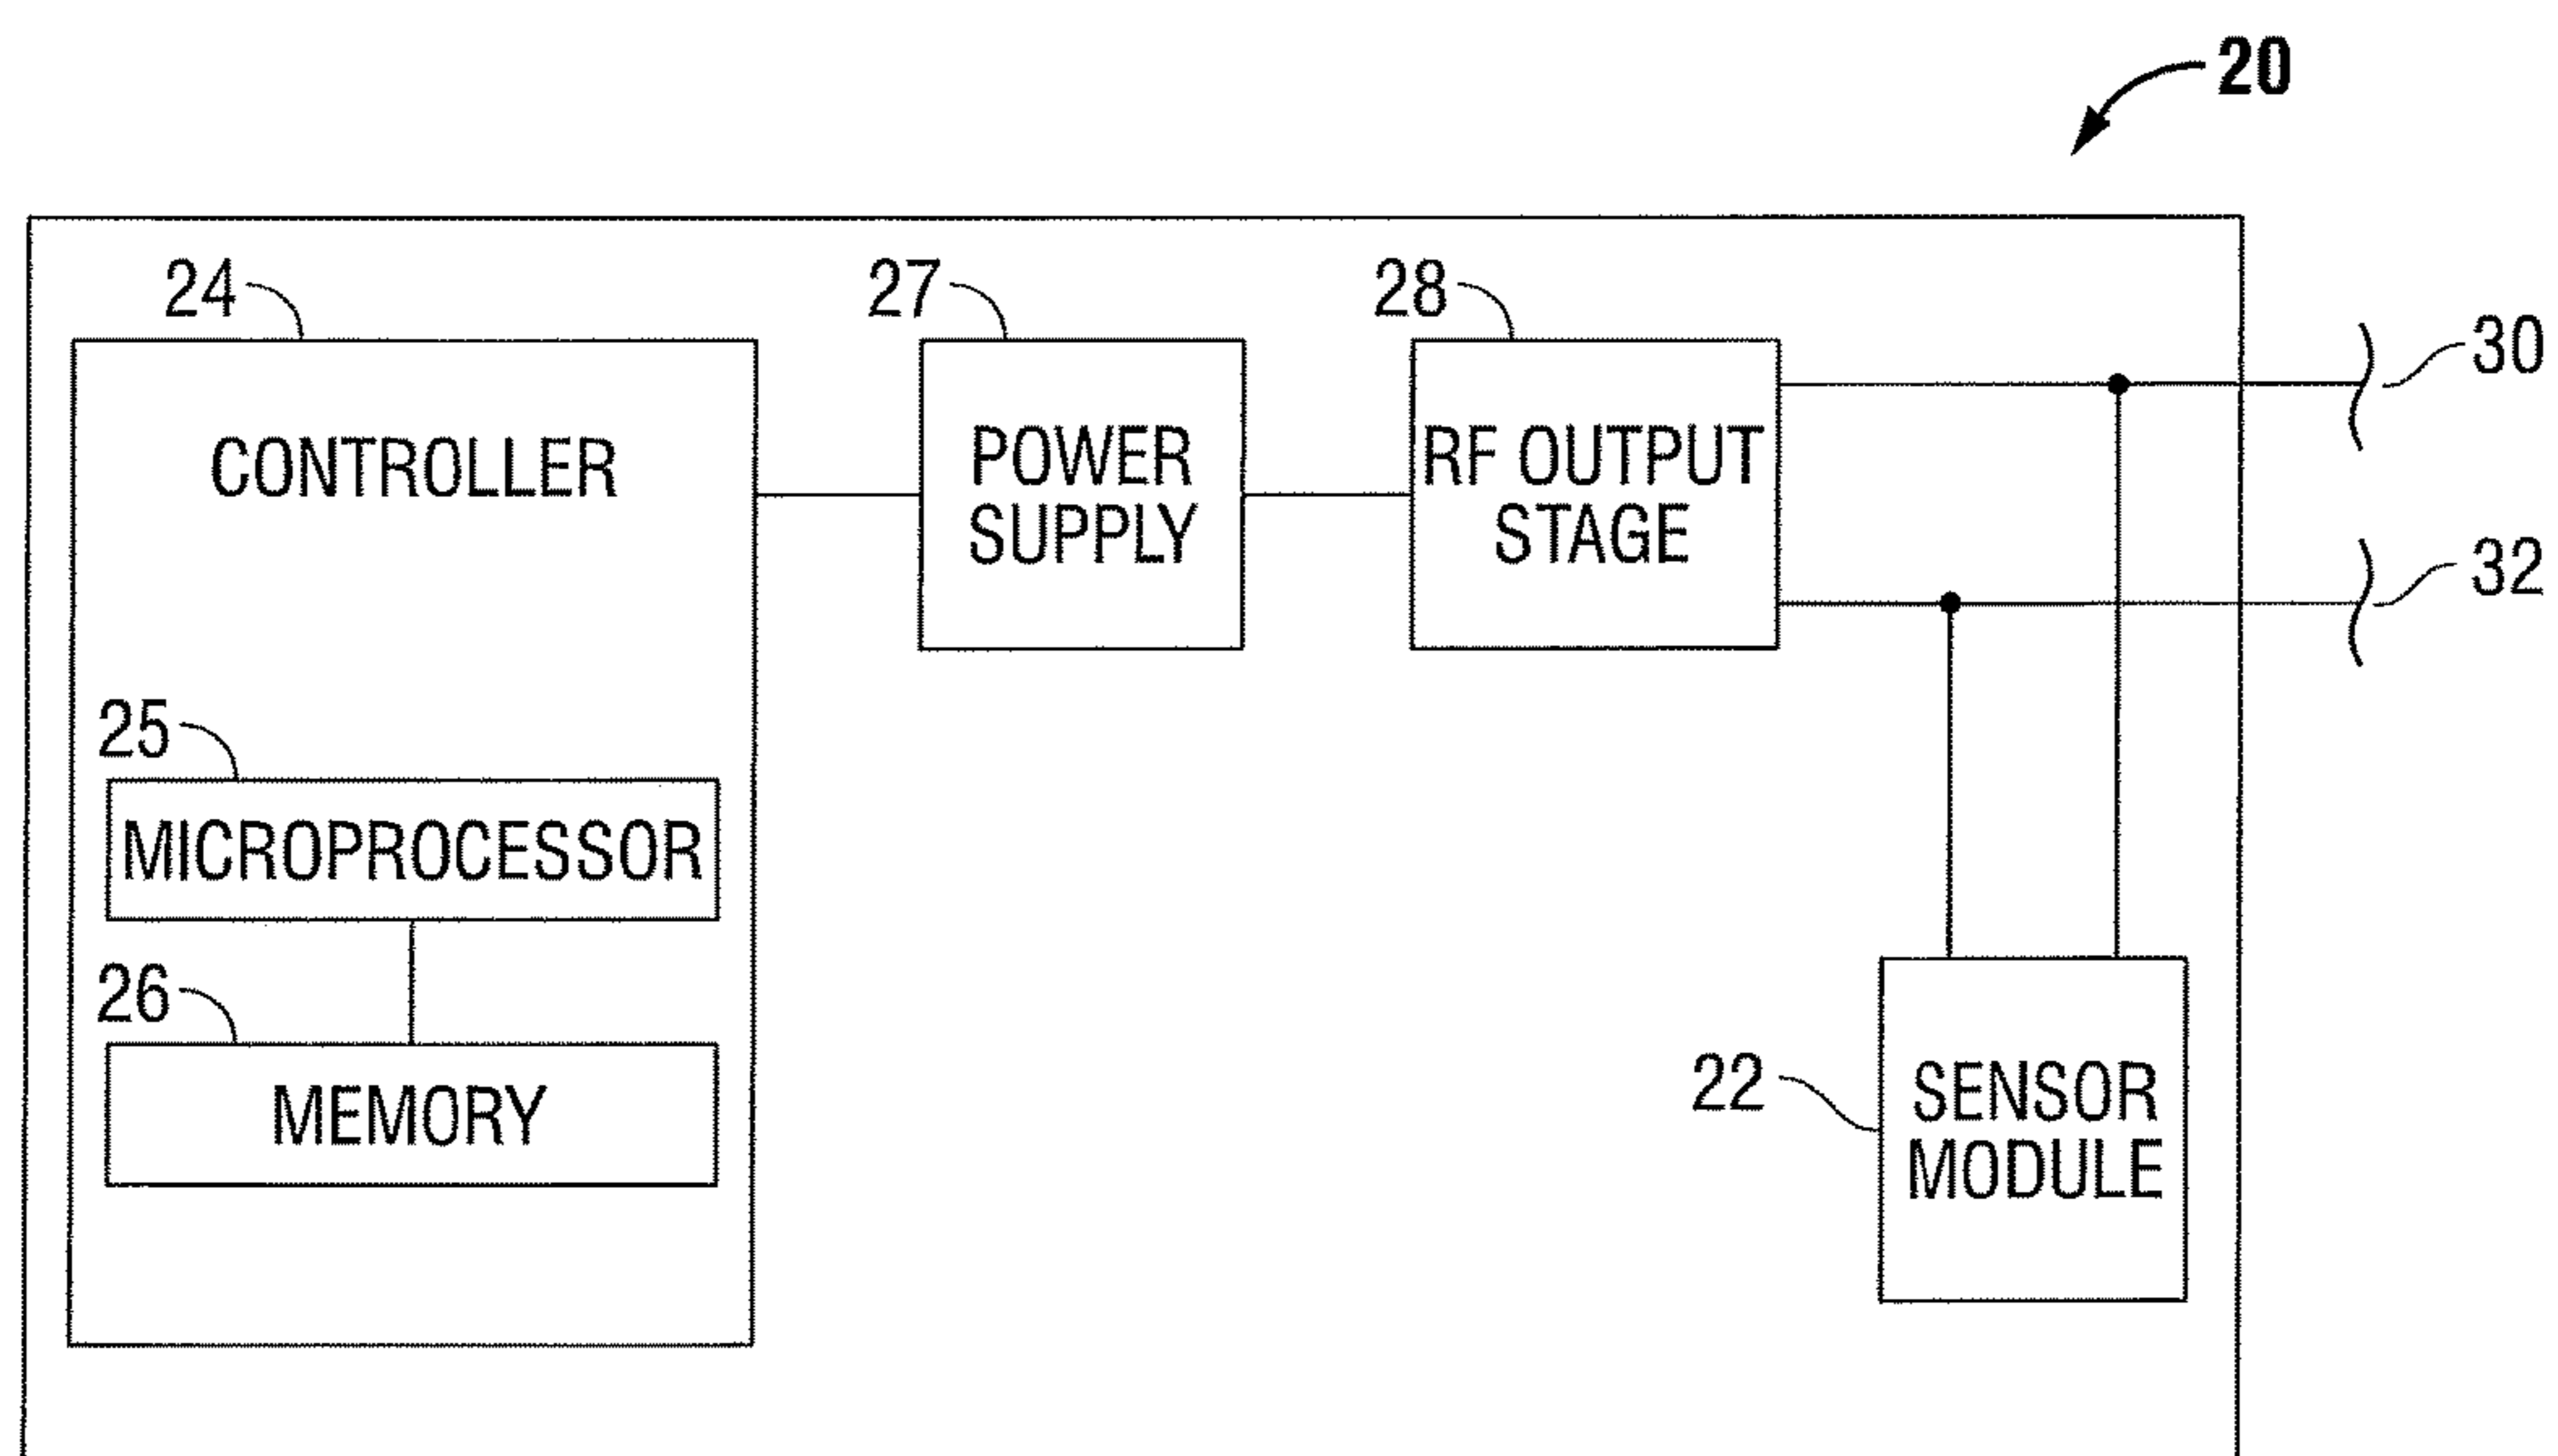 20
24
27
28
30
CONTROLLER
POWER
SUPPLY
RF OUTPUT
STAGE
32
25
MICROPROCESSOR
26
MEMORY
22
SENSOR
MODULE